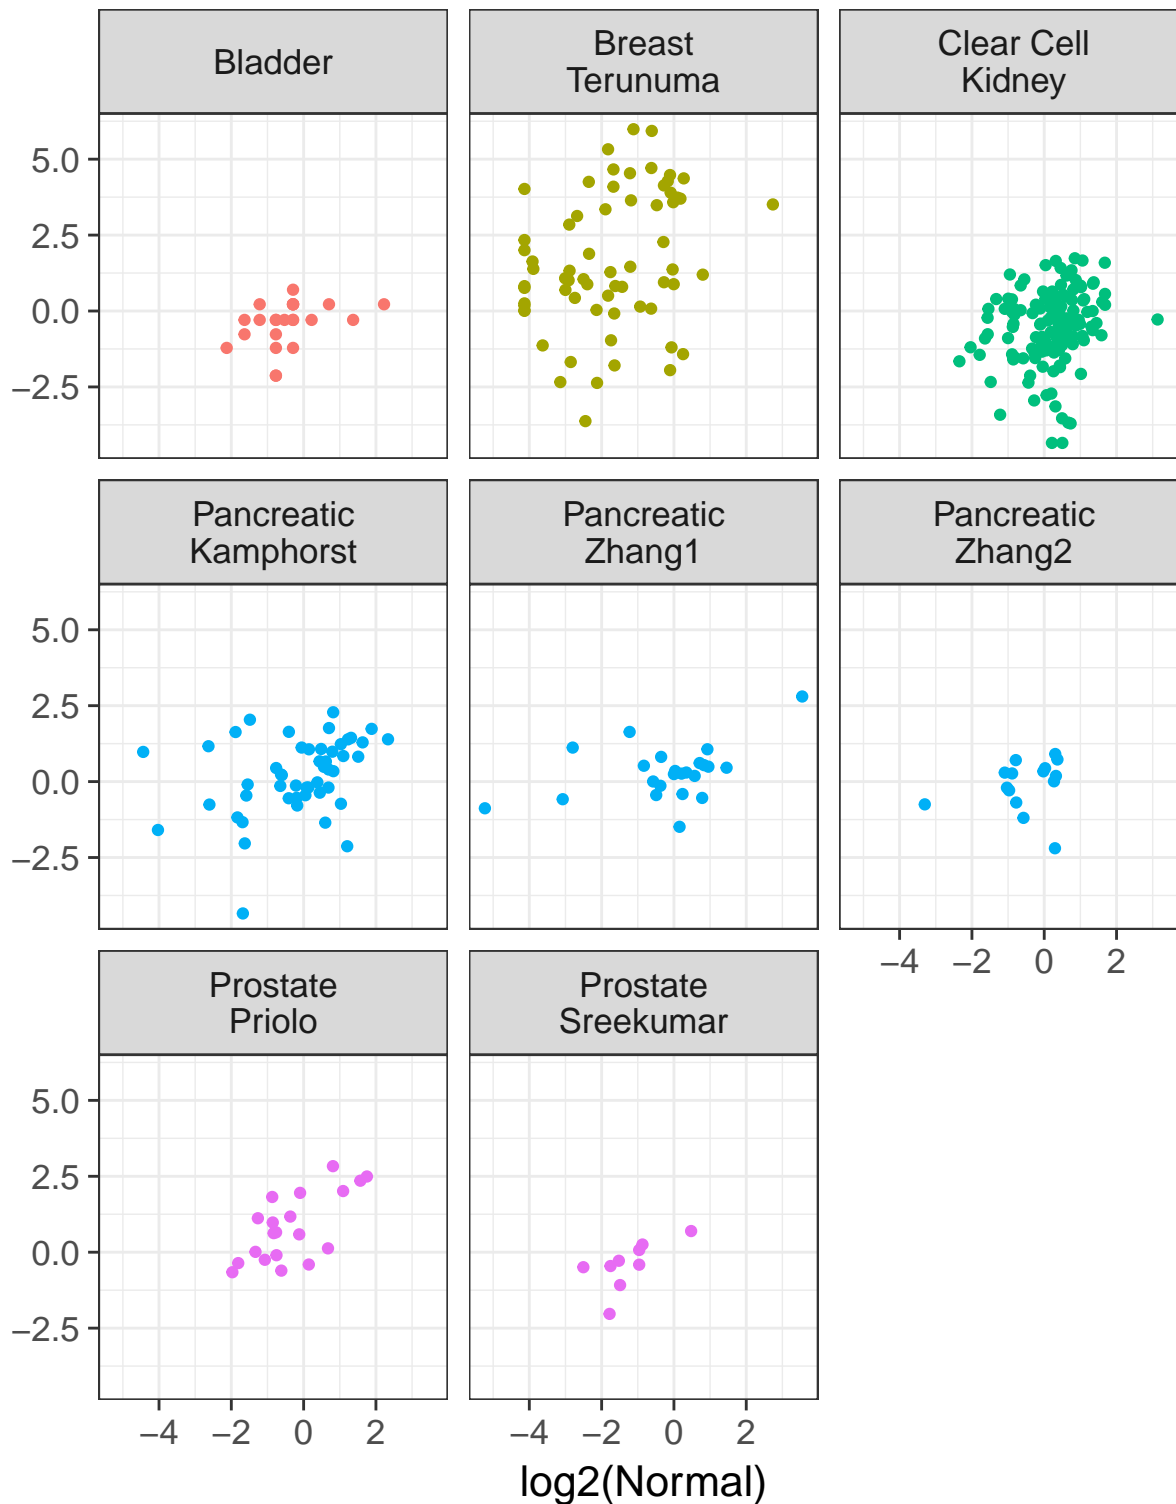 Bladder
Breast
Terunuma
Clear Cell
Kidney
5.0
2.5
0.0
−2.5
Pancreatic
Kamphorst
Pancreatic
Zhang1
Pancreatic
Zhang2
5.0
2.5
0.0
−2.5
−4 −2 0 2
Prostate
Priolo
Prostate
Sreekumar
5.0
2.5
0.0
−2.5
−4 −2 0 2
−4 −2 0 2
log2(Normal)